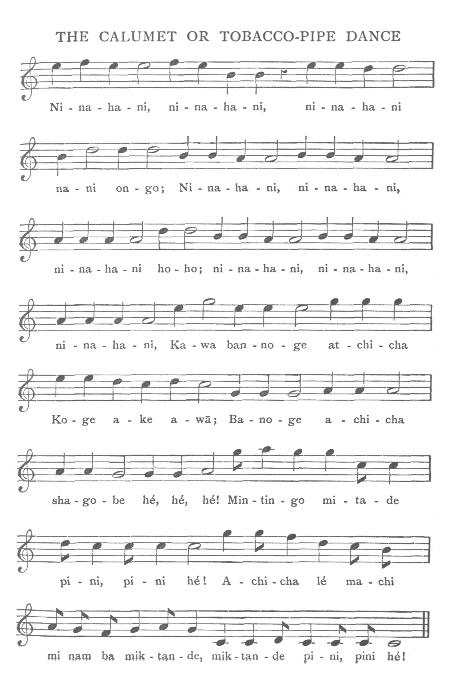 THE CALUMET OR TOBACCO-PIPE DANCE
Ni - na - ha - ni, ni - na - ha - ni, ni - na - ha - ni
na - ni on - go; Ni - na - ha - ni, ni - na - ha - ni,
ni - na - ha - ni ho - ho; ni - na - ha - ni, ni - na - ha - ni,
ni - na - ha - ni, Ka - wa ban - no - ge at - chi - cha
Ko - ge a - ke a - wā; Ba - no - ge a - chi - cha
sha - go - be hé, hé, hé! Min - tin - go mi - ta - de
pi - ni, pi - ni hé! A - chi - cha lé ma - chi
mi nam ba mik - tan - de, mik - tan - de pi - ni, pini hé!